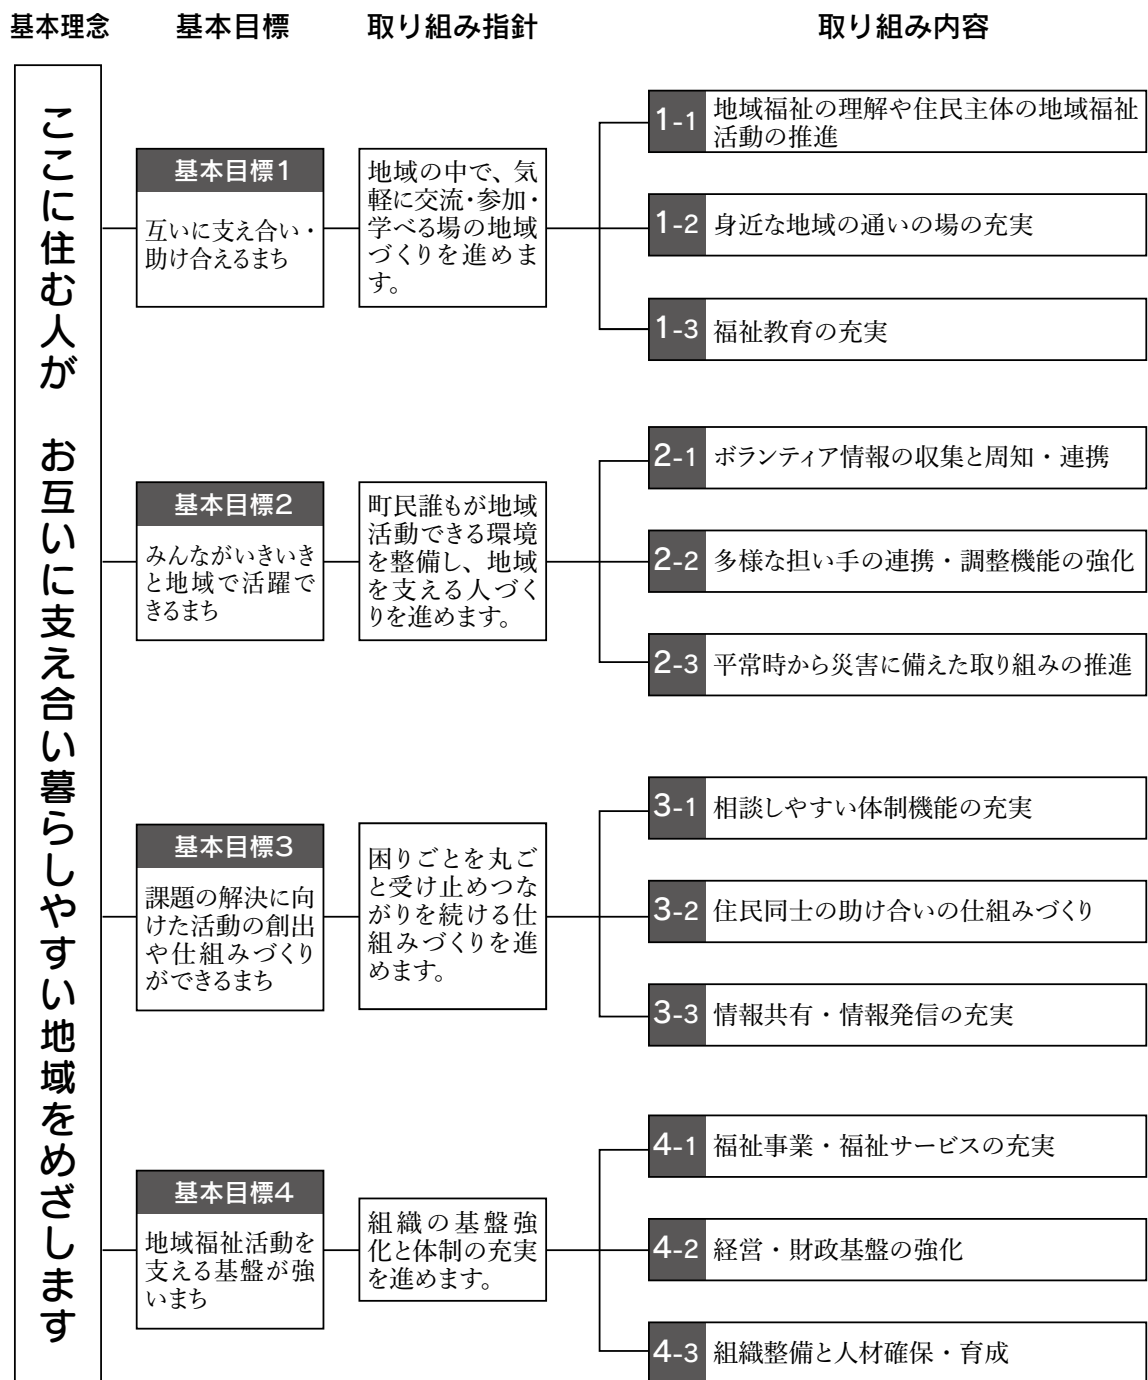 基本理念 基本目標 取り組み指針 取り組み内容
ここに住む人が お互いに支え合い暮らしやすい地域をめざします
基本目標1
互いに支え合い・
助け合えるまち
地域の中で、気
軽に交流・参加・
学べる場の地域
づくりを進めま
す。
1-1 地域福祉の理解や住民主体の地域福祉
活動の推進
1-2 身近な地域の通いの場の充実
1-3 福祉教育の充実
基本目標2
みんながいきいき
と地域で活躍で
きるまち
町民誰もが地域
活動できる環境
を整備し、地域
を支える人づく
りを進めます。
2-1 ボランティア情報の収集と周知・連携
2-2 多様な担い手の連携・調整機能の強化
2-3 平常時から災害に備えた取り組みの推進
基本目標3
課題の解決に向
けた活動の創出
や仕組みづくり
ができるまち
困りごとを丸ご
と受け止めつな
がりを続ける仕
組みづくりを進
めます。
3-1 相談しやすい体制機能の充実
3-2 住民同士の助け合いの仕組みづくり
3-3 情報共有・情報発信の充実
基本目標4
地域福祉活動を
支える基盤が強
いまち
組織の基盤強
化と体制の充実
を進めます。
4-1 福祉事業・福祉サービスの充実
4-2 経営・財政基盤の強化
4-3 組織整備と人材確保・育成